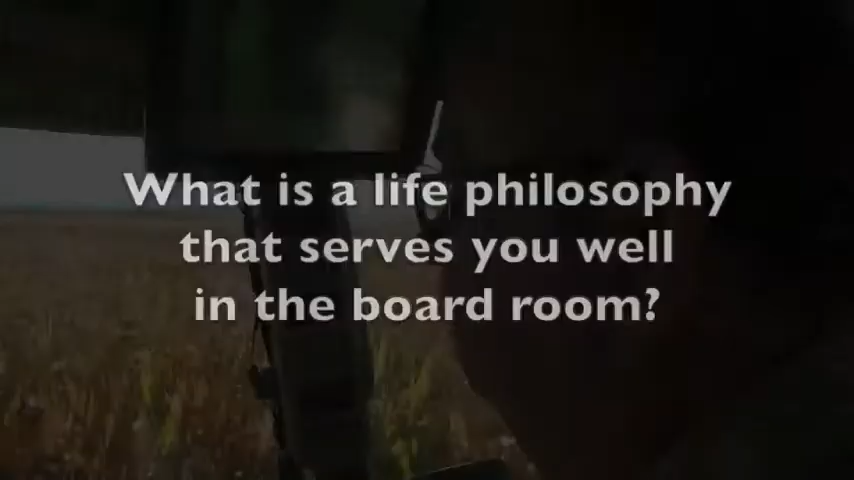 What is a life philosophy
that serves you well
in the board room?